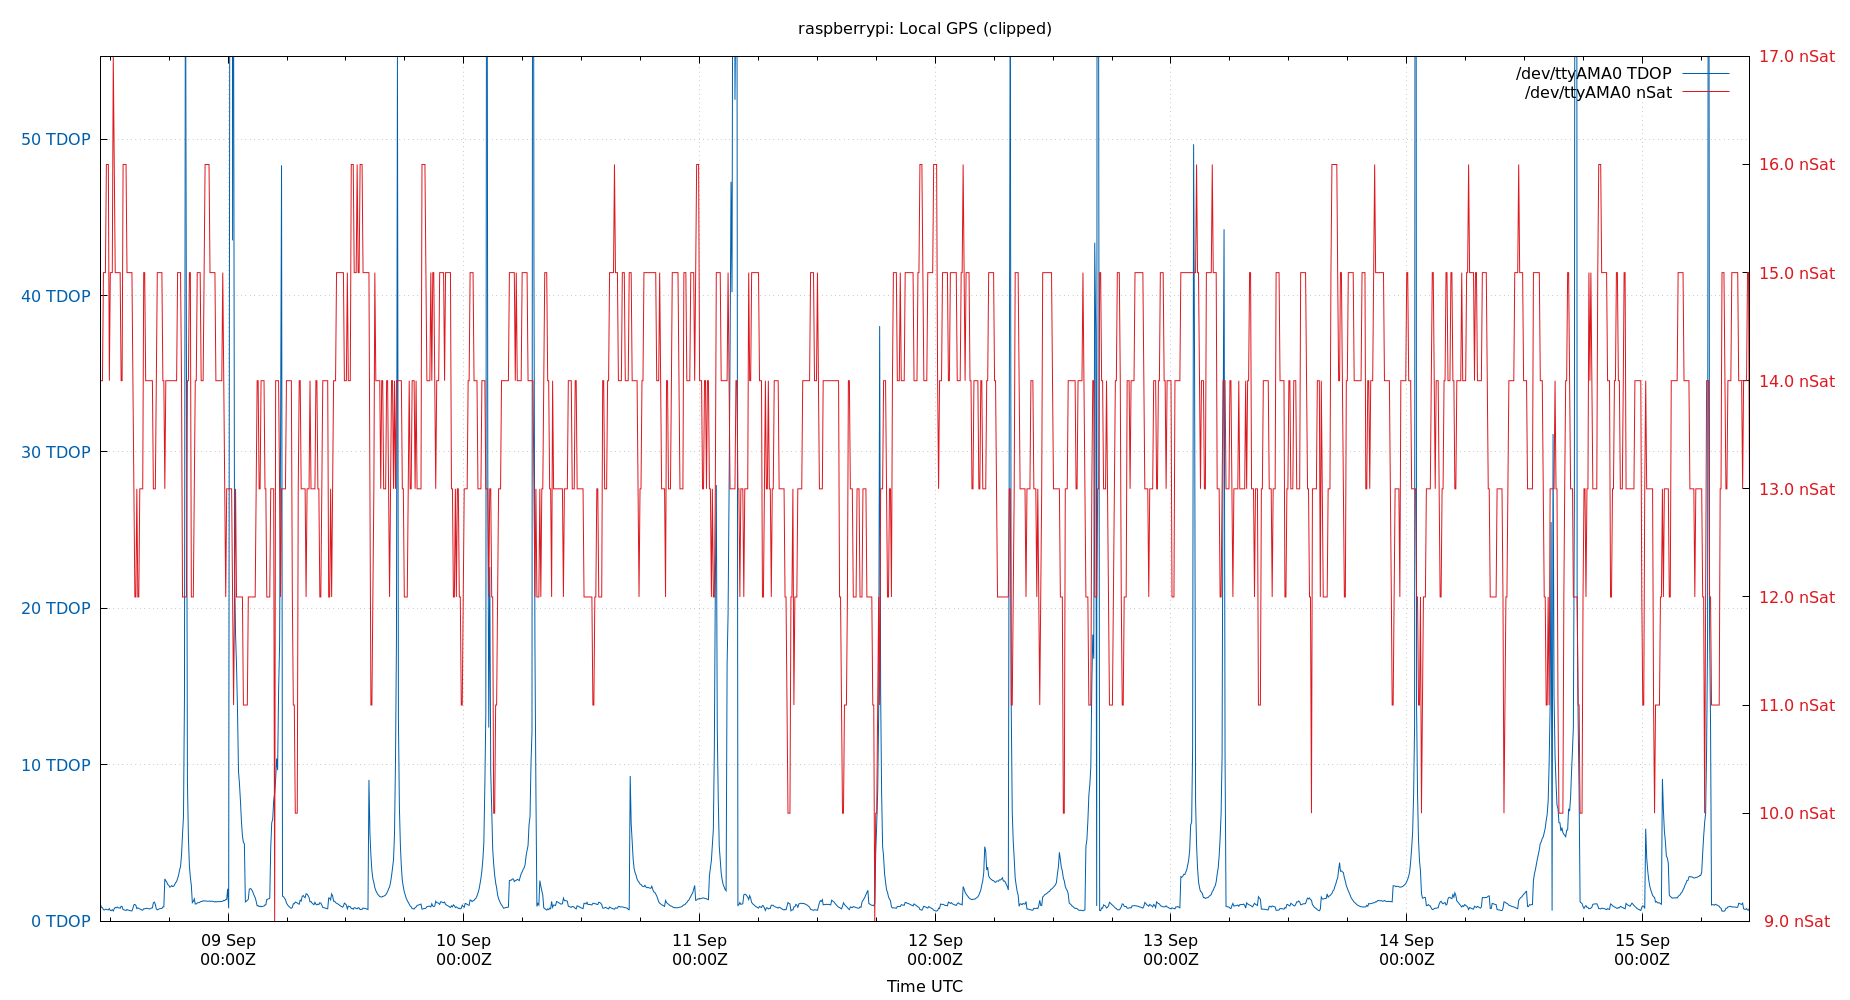 raspberrypi: Local GPS (clipped)
/dev/ttyAMA0 TDOP
/dev/ttyAMA0 nSat
50 TDOP
40 TDOP
30 TDOP
20 TDOP
10 TDOP
0 TDOP
17.0 nSat
16.0 nSat
15.0 nSat
14.0 nSat
13.0 nSat
12.0 nSat
11.0 nSat
10.0 nSat
9.0 nSat
09 Sep
00:00Z
10 Sep
00:00Z
11 Sep
00:00Z
12 Sep
00:00Z
13 Sep
00:00Z
14 Sep
00:00Z
15 Sep
00:00Z
Time UTC